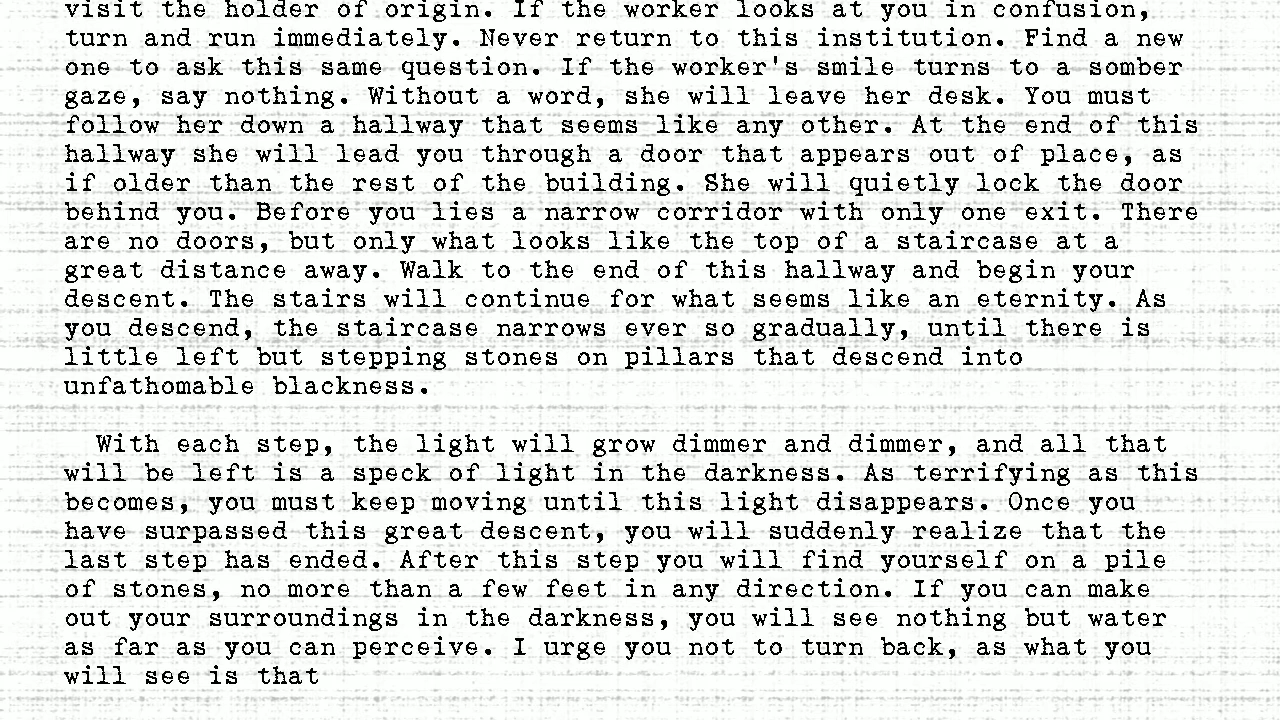 visit the holder of origin. If the worker looks at you in confusion,
turn and run immediately. Never return to this institution. Find a new
one to ask this same question. If the worker's smile turns to a somber
gaze, say nothing. Without a word, she will leave her desk. You must
follow her down a hallway that seems like any other. At the end of this
hallway she will lead you through a door that appears out of place, as
if older than the rest of the building. She will quietly lock the door
behind you. Before you lies a narrow corridor with only one exit. There
are no doors, but only what looks like the top of a staircase at a
great distance away. Walk to the end of this hallway and begin your
descent. The stairs will continue for what seems like an eternity. As
you descend, the staircase narrows ever so gradually, until there is
little left but stepping stones on pillars that descend into
unfathomable blackness.
With each step, the light will grow dimmer and dimmer, and all that
will be left is a speck of light in the darkness. As terrifying as this
becomes, you must keep moving until this light disappears. Once you
have surpassed this great descent, you will suddenly realize that the
last step has ended. After this step you will find yourself on a pile
of stones, no more than a few feet in any direction. If you can make
out your surroundings in the darkness, you will see nothing but water
as far as you can perceive. I urge you not to turn back, as what you
will see is that